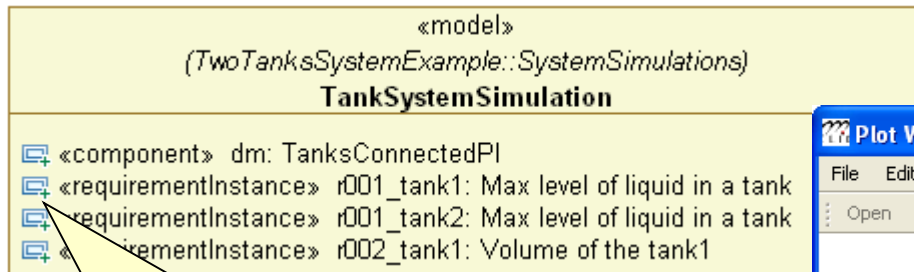 «model»
(TwoTanksSystemExample::SystemSimulations)
TankSystemSimulation
«component» dm: TanksConnectedPI
«requirementInstance» r001_tank1: Max level of liquid in a tank
requirementInstance» r001_tank2: Max level of liquid in a tank
requirementInstance» r002_tank1: Volume of the tank1
Plot
File Edit
Open